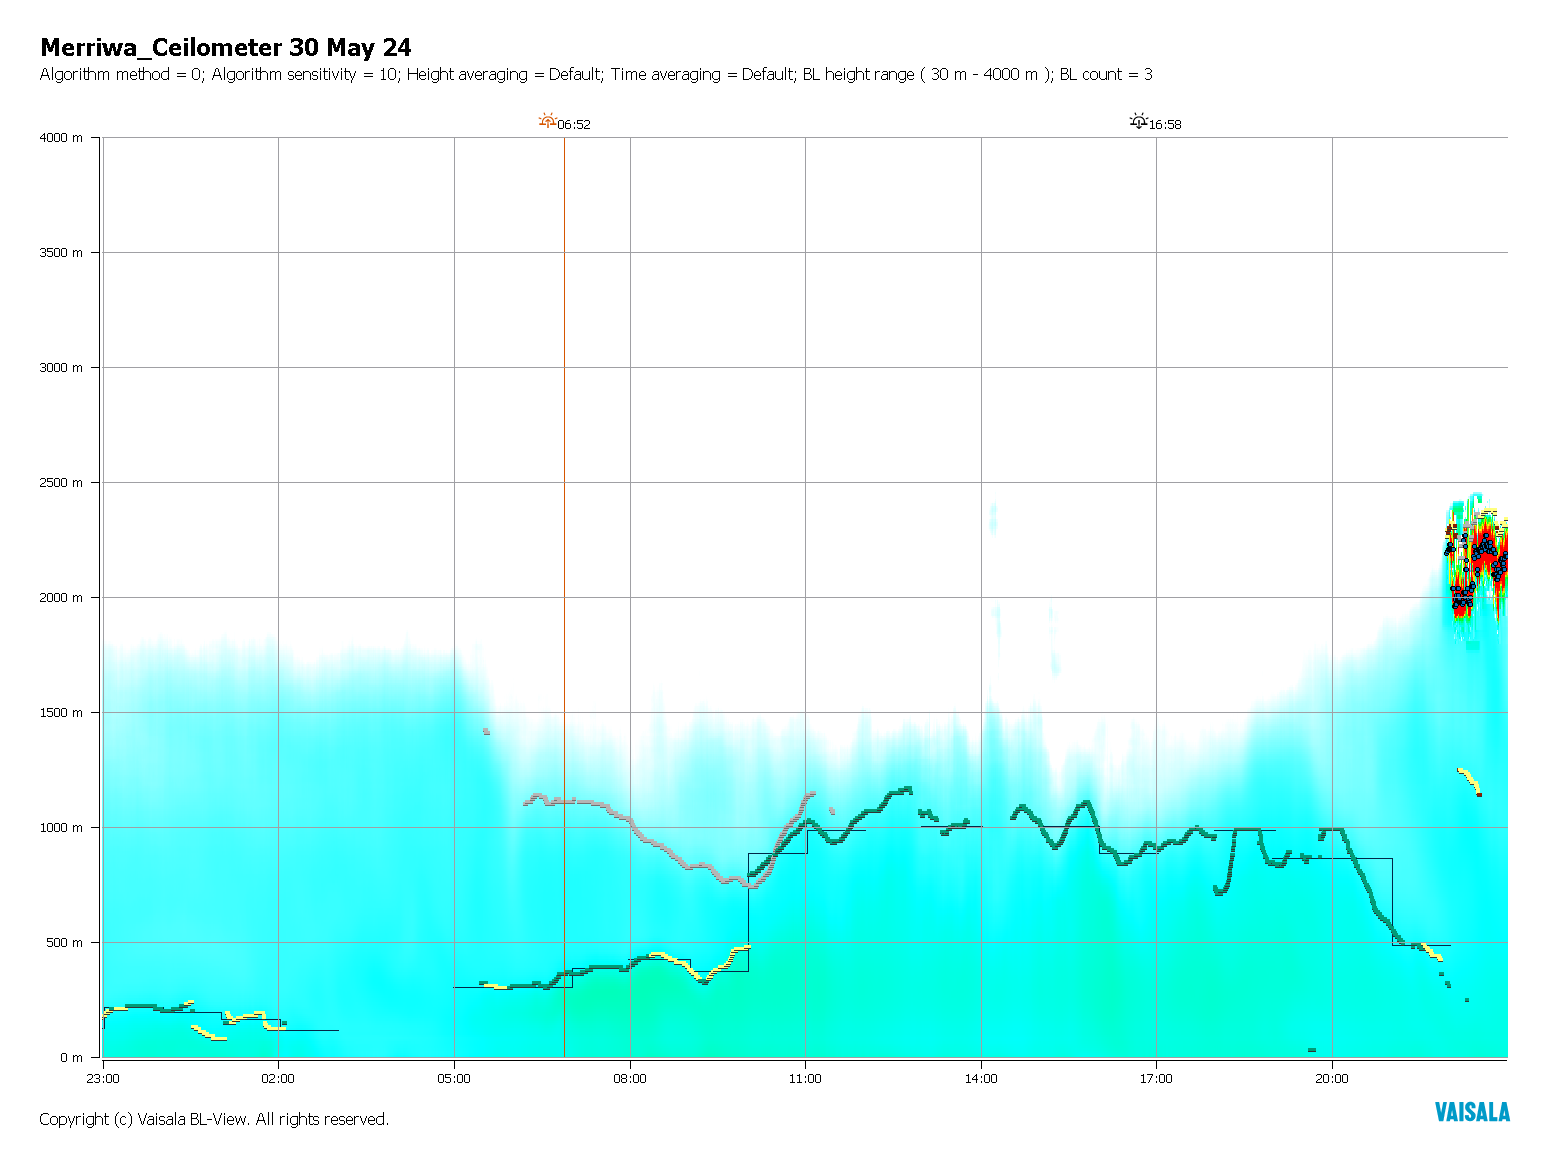 Merriwa_Ceilometer 30 May 24
Algorithm method = 0; Algorithm sensitivity = 10; Height averaging = Default; Time averaging = Default; BL height range ( 30 m - 4000 m ); BL count = 3
06:52
16:58
4000 m
3500 m
3000 m
2500 m
2000 m
1500 m
1000 m
500 m
0 m
23:00
02:00
05:00
08:00
11:00
14:00
17:00
20:00
Copyright (c) Vaisala BL-View. All rights reserved.
VAISALA